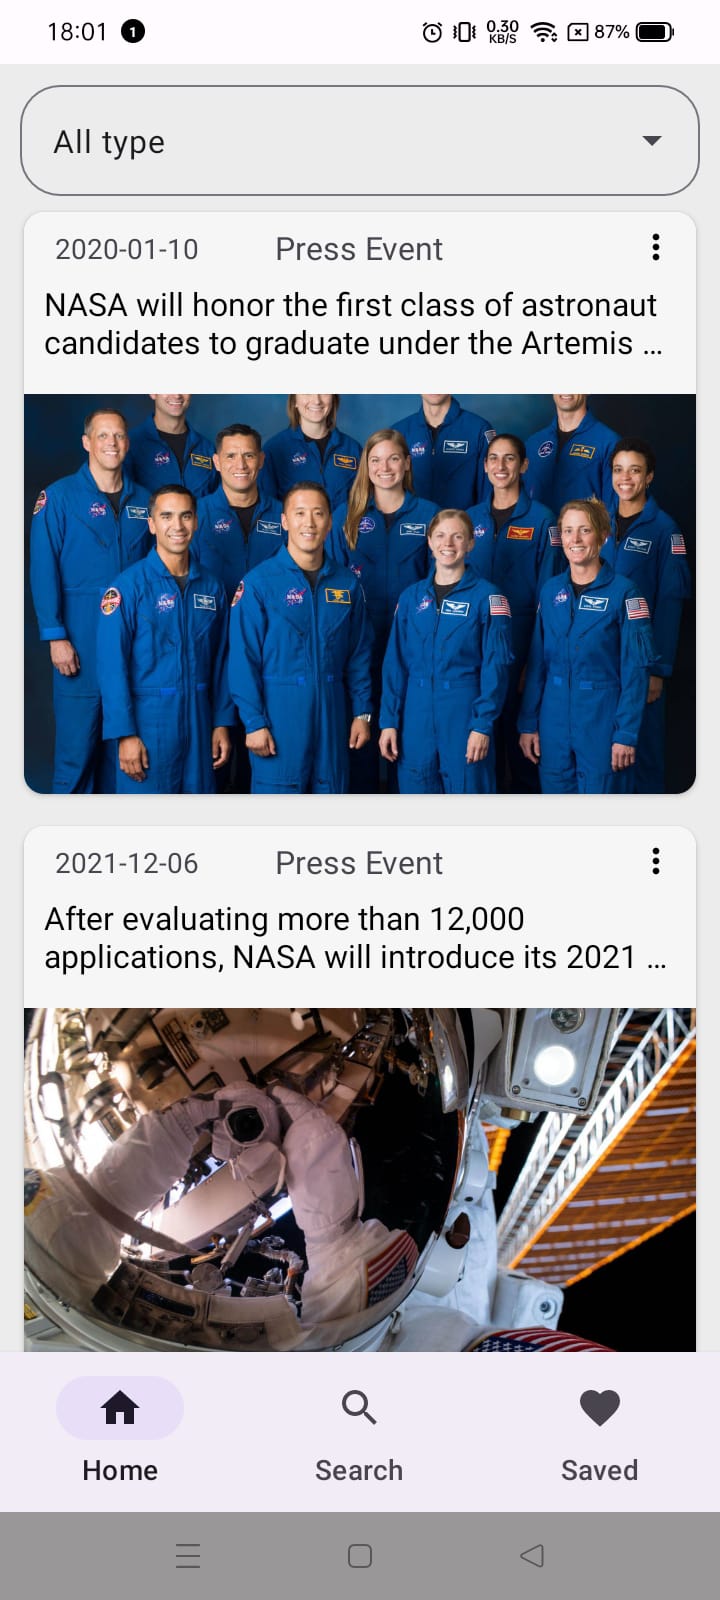 18:01 1 0.30 KB/S 87%
All type
2020-01-10 Press Event
NASA will honor the first class of astronaut
candidates to graduate under the Artemis ...
2021-12-06 Press Event
After evaluating more than 12,000
applications, NASA will introduce its 2021 ...
Home Search Saved